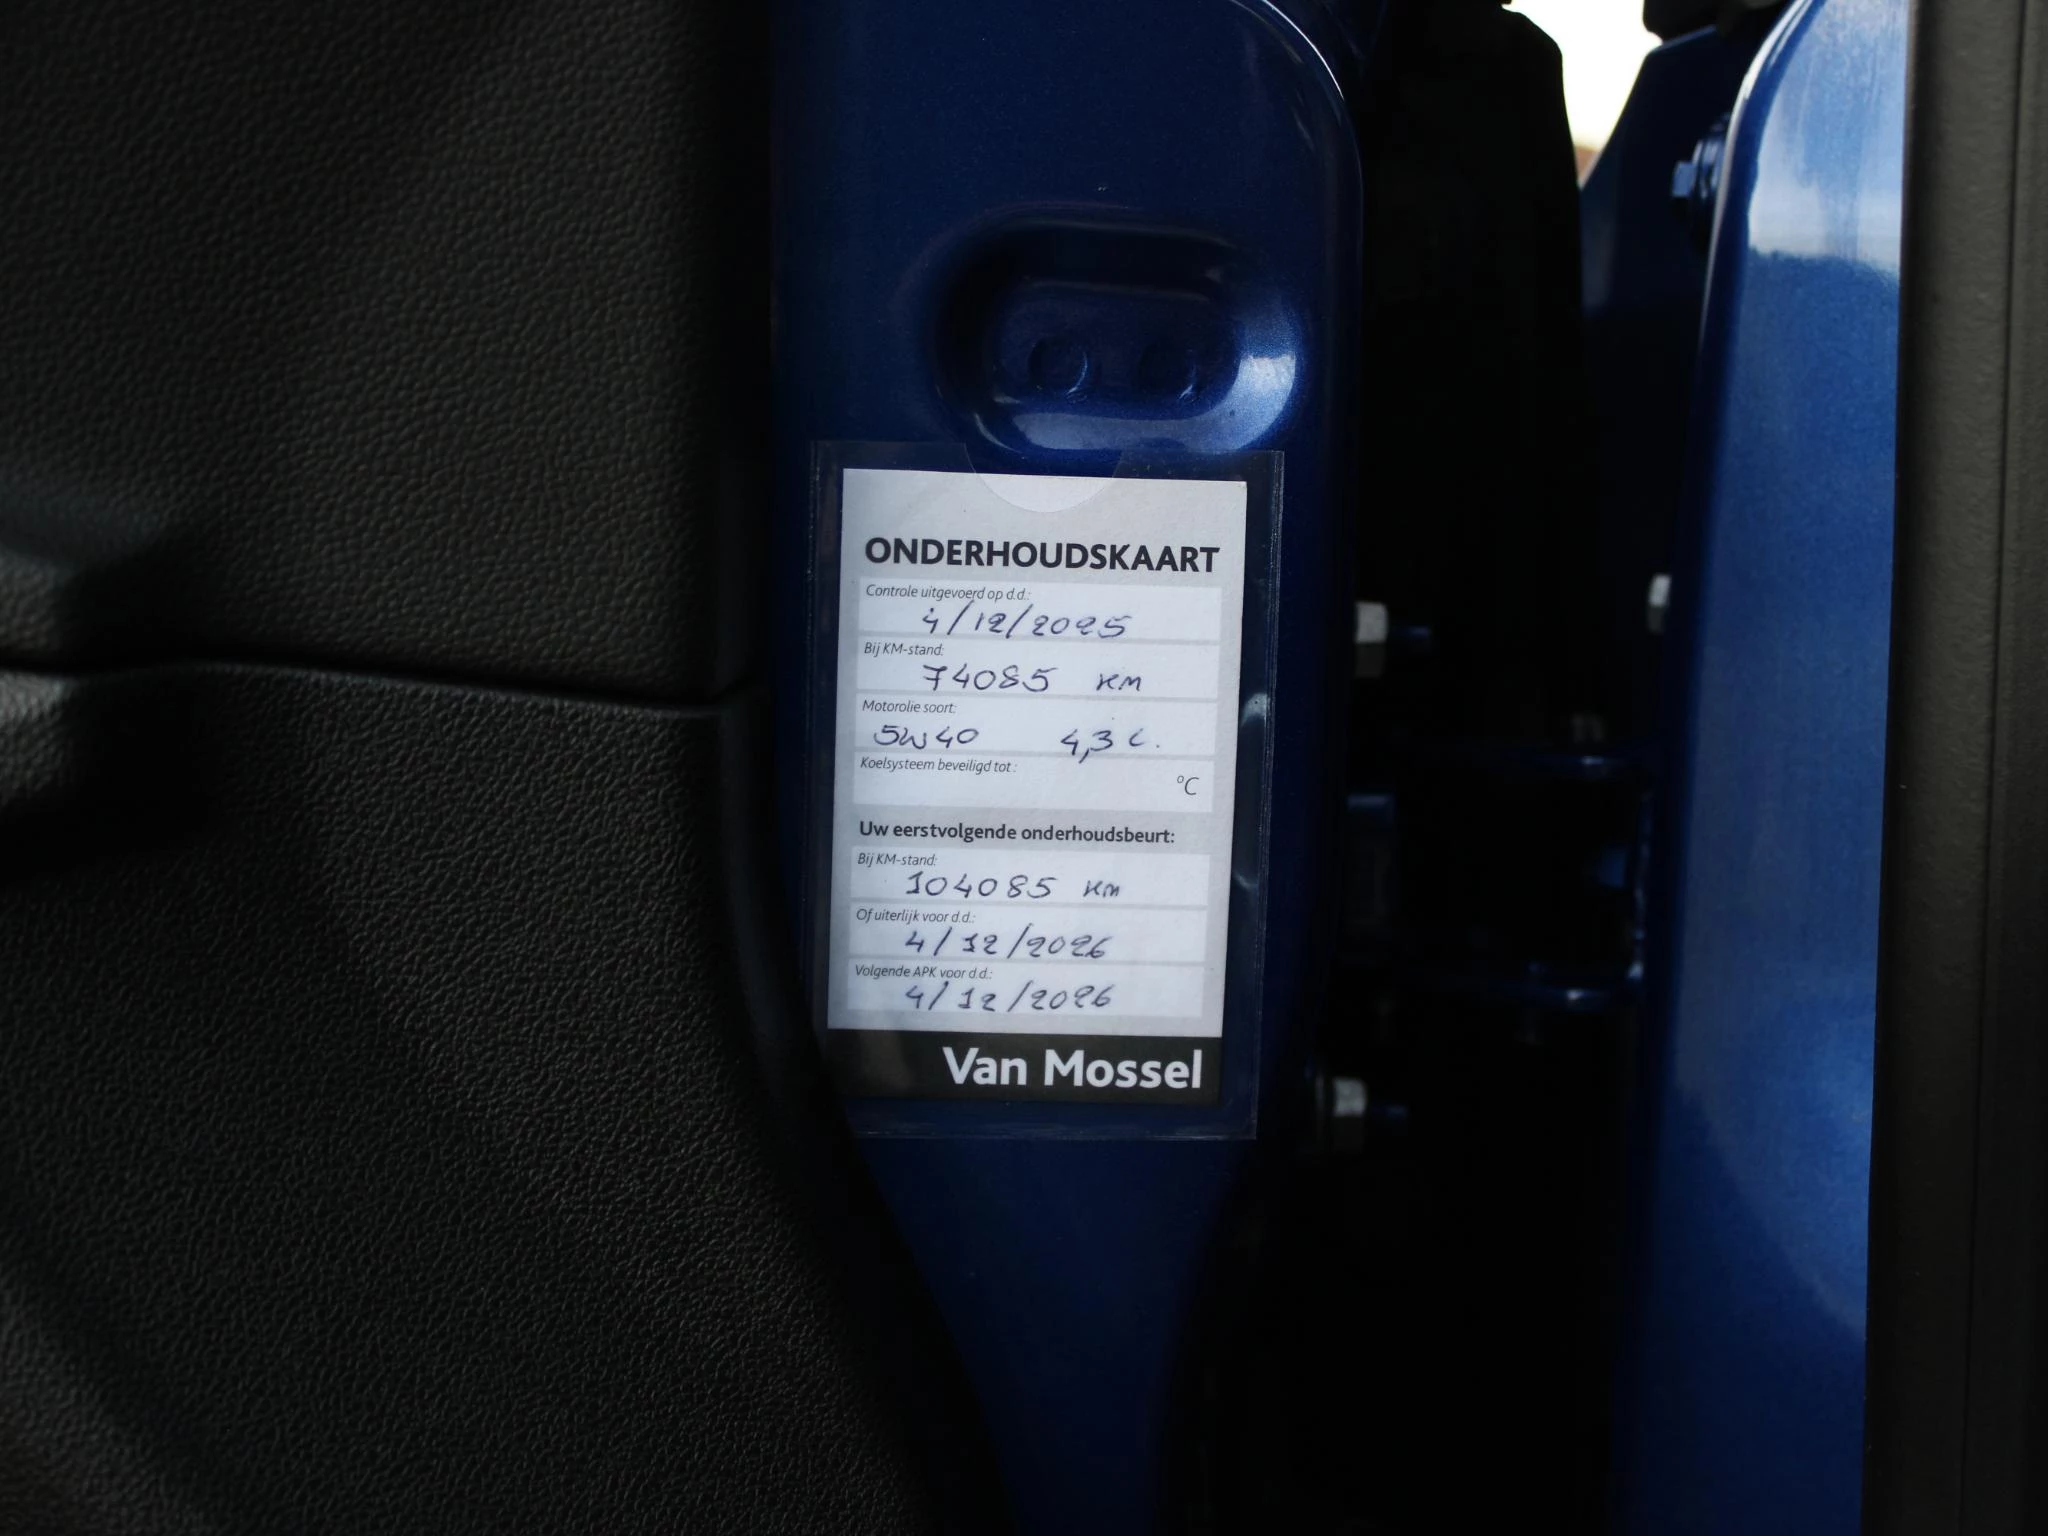 ONDERHOUDSKAART
Controle uitgevoerd op d.d.:
4/12/2025
Bij KM-stand:
74085 KM
Motorolie soort:
5W40 4,3 L.
Koelsysteem beveiligd tot :
°C
Uw eerstvolgende onderhoudsbeurt:
Bij KM-stand:
104085 KM
Of uiterlijk voor d.d.:
4/12/2026
Volgende APK voor d.d.:
4/12/2026
Van Mossel